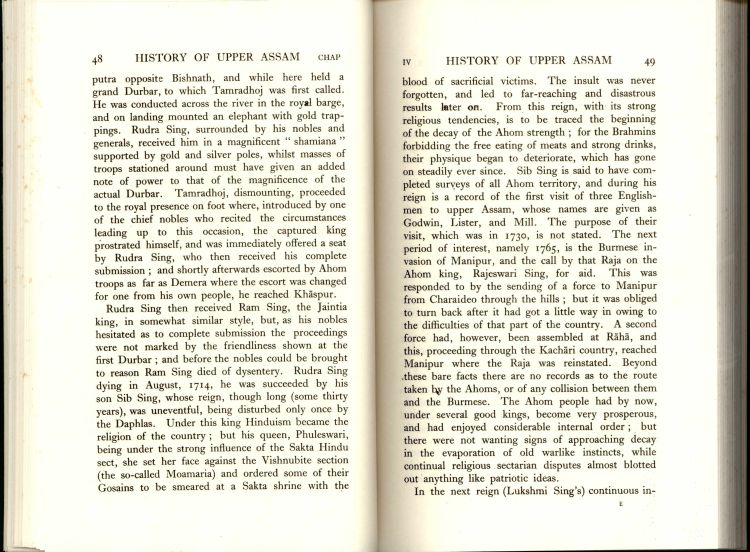 48 HISTORY OF UPPER ASSAM CHAP
putra opposite Bishnath, and while here held a
grand Durbar, to which Tamradhoj was first called.
He was conducted across the river in the royal barge,
and on landing mounted an elephant with gold trap-
pings. Rudra Sing, surrounded by his nobles and
generals, received him in a magnificent " shamiana "
supported by gold and silver poles, whilst masses of
troops stationed around must have given an added
note of power to that of the magnificence of the
actual Durbar. Tamradhoj, dismounting, proceeded
to the royal presence on foot where, introduced by one
of the chief nobles who recited the circumstances
leading up to this occasion, the captured king
prostrated himself, and was immediately offered a seat
by Rudra Sing, who then received his complete
submission ; and shortly afterwards escorted by Ahom
troops as far as Demera where the escort was changed
for one from his own people, he reached Khāspur.
Rudra Sing then received Ram Sing, the Jaintia
king, in somewhat similar style, but, as his nobles
hesitated as to complete submission the proceedings
were not marked by the friendliness shown at the
first Durbar ; and before the nobles could be brought
to reason Ram Sing died of dysentery. Rudra Sing
dying in August, 1714, he was succeeded by his
son Sib Sing, whose reign, though long (some thirty
years), was uneventful, being disturbed only once by
the Daphlas. Under this king Hinduism became the
religion of the country ; but his queen, Phuleswari,
being under the strong influence of the Sakta Hindu
sect, she set her face against the Vishnubite section
(the so-called Moamaria) and ordered some of their
Gosains to be smeared at a Sakta shrine with the
IV HISTORY OF UPPER ASSAM 49
blood of sacrificial victims. The insult was never
forgotten, and led to far-reaching and disastrous
results later on. From this reign, with its strong
religious tendencies, is to be traced the beginning
of the decay of the Ahom strength ; for the Brahmins
forbidding the free eating of meats and strong drinks,
their physique began to deteriorate, which has gone
on steadily ever since. Sib Sing is said to have com-
pleted surveys of all Ahom territory, and during his
reign is a record of the first visit of three English-
men to upper Assam, whose names are given as
Godwin, Lister, and Mill. The purpose of their
visit, which was in 1730, is not stated. The next
period of interest, namely 1765, is the Burmese in-
vasion of Manipur, and the call by that Raja on the
Ahom king, Rajeswari Sing, for aid. This was
responded to by the sending of a force to Manipur
from Charaideo through the hills ; but it was obliged
to turn back after it had got a little way in owing to
the difficulties of that part of the country. A second
force had, however, been assembled at Rāhā, and
this, proceeding through the Kachāri country, reached
Manipur where the Raja was reinstated. Beyond
these bare facts there are no records as to the route
taken by the Ahoms, or of any collision between them
and the Burmese. The Ahom people had by now,
under several good kings, become very prosperous,
and had enjoyed considerable internal order ; but
there were not wanting signs of approaching decay
in the evaporation of old warlike instincts, while
continual religious sectarian disputes almost blotted
out anything like patriotic ideas.
In the next reign (Lukshmi Sing's) continuous in-
E